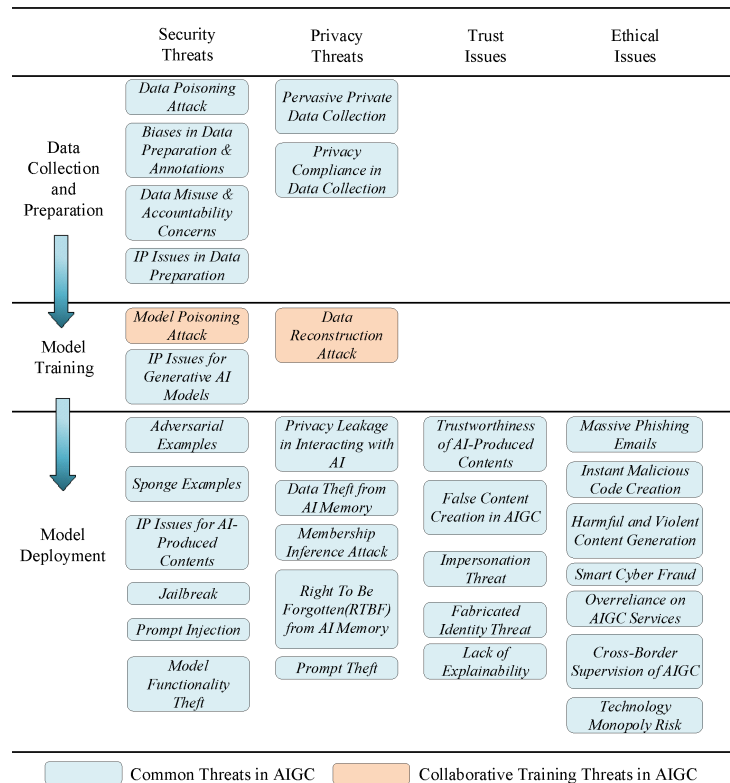 Security
Threats
Privacy
Threats
Trust
Issues
Ethical
Issues
Data
Collection
and
Preparation
Data Poisoning
Attack
Biases in Data
Preparation &
Annotations
Data Misuse &
Accountability
Concerns
IP Issues in Data
Preparation
Pervasive Private
Data Collection
Privacy
Compliance in
Data Collection
Model
Training
Model Poisoning
Attack
IP Issues for
Generative AI
Models
Data
Reconstruction
Attack
Model
Deployment
Adversarial
Examples
Sponge Examples
IP Issues for AI-
Produced
Contents
Jailbreak
Prompt Injection
Model
Functionality
Theft
Privacy Leakage
in Interacting with
AI
Data Theft from
AI Memory
Membership
Inference Attack
Right To Be
Forgotten(RTBF)
from AI Memory
Prompt Theft
Trustworthiness
of AI-Produced
Contents
False Content
Creation in AIGC
Impersonation
Threat
Fabricated
Identity Threat
Lack of
Explainability
Massive Phishing
Emails
Instant Malicious
Code Creation
Harmful and Violent
Content Generation
Smart Cyber Fraud
Overreliance on
AIGC Services
Cross-Border
Supervision of AIGC
Technology
Monopoly Risk
Common Threats in AIGC
Collaborative Training Threats in AIGC